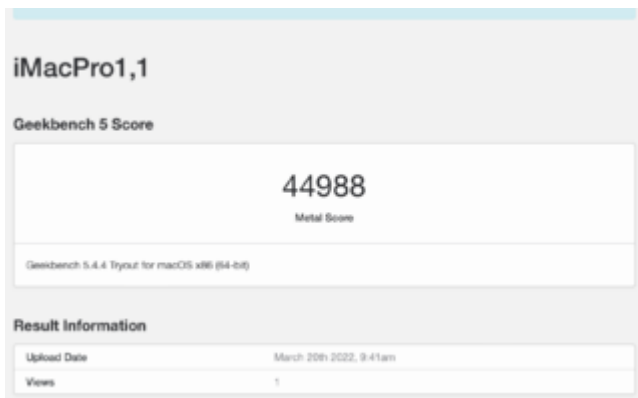 iMacPro1,1
Geekbench 5 Score
44988
Metal Score
Geekbench 5.4.4 Tryout for macOS x86 (64-bit)
Result Information
Upload Date March 20th 2022, 9:41am
Views 1